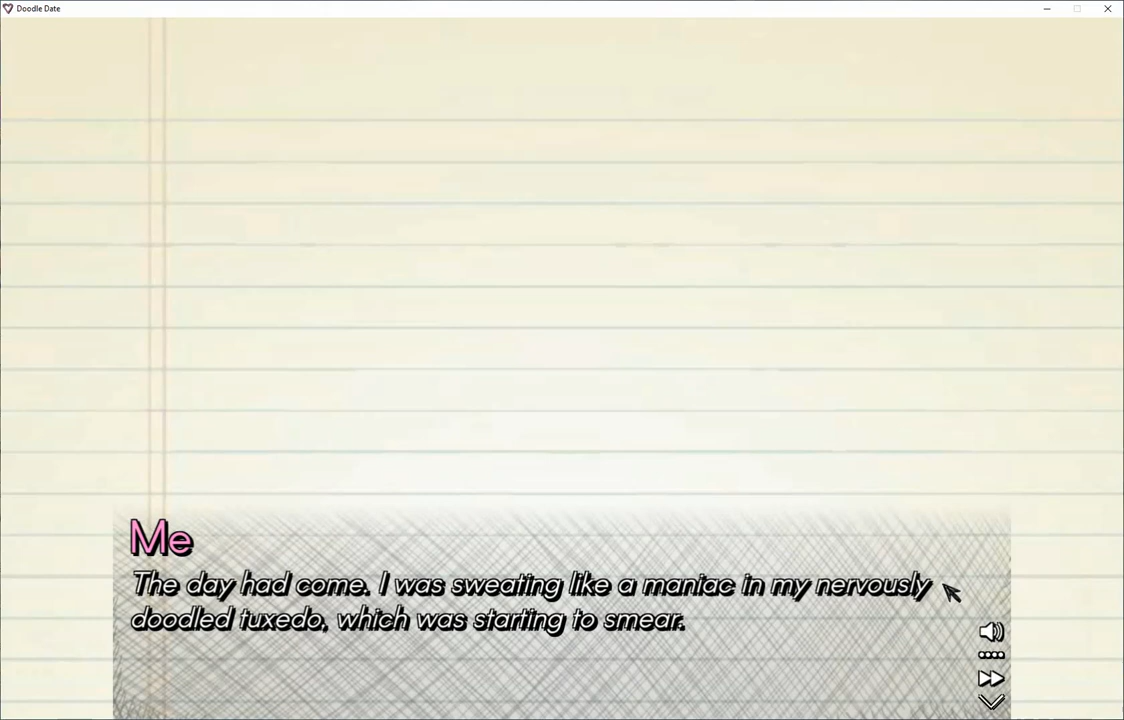 Doodle Date
Me
The day had come. I was sweating like a maniac in my nervously
doodled tuxedo, which was starting to smear.